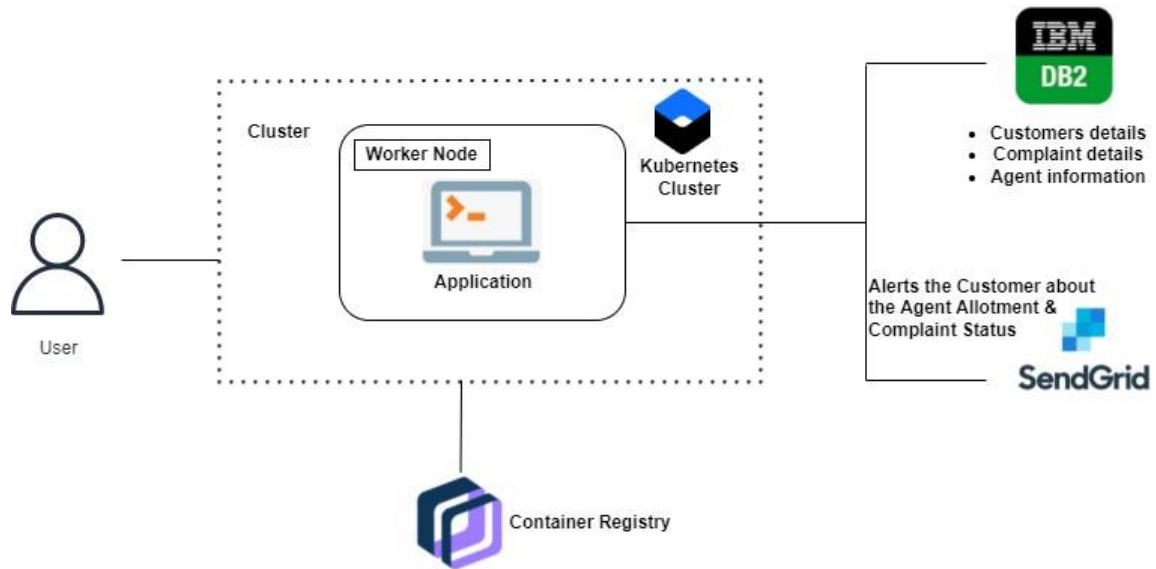 IBM
DB2
Customers details
Complaint details
Agent information
Cluster
Worker Node
Kubernetes
Cluster
Application
User
Alerts the Customer about
the Agent Allotment &
Complaint Status
SendGrid
Container Registry